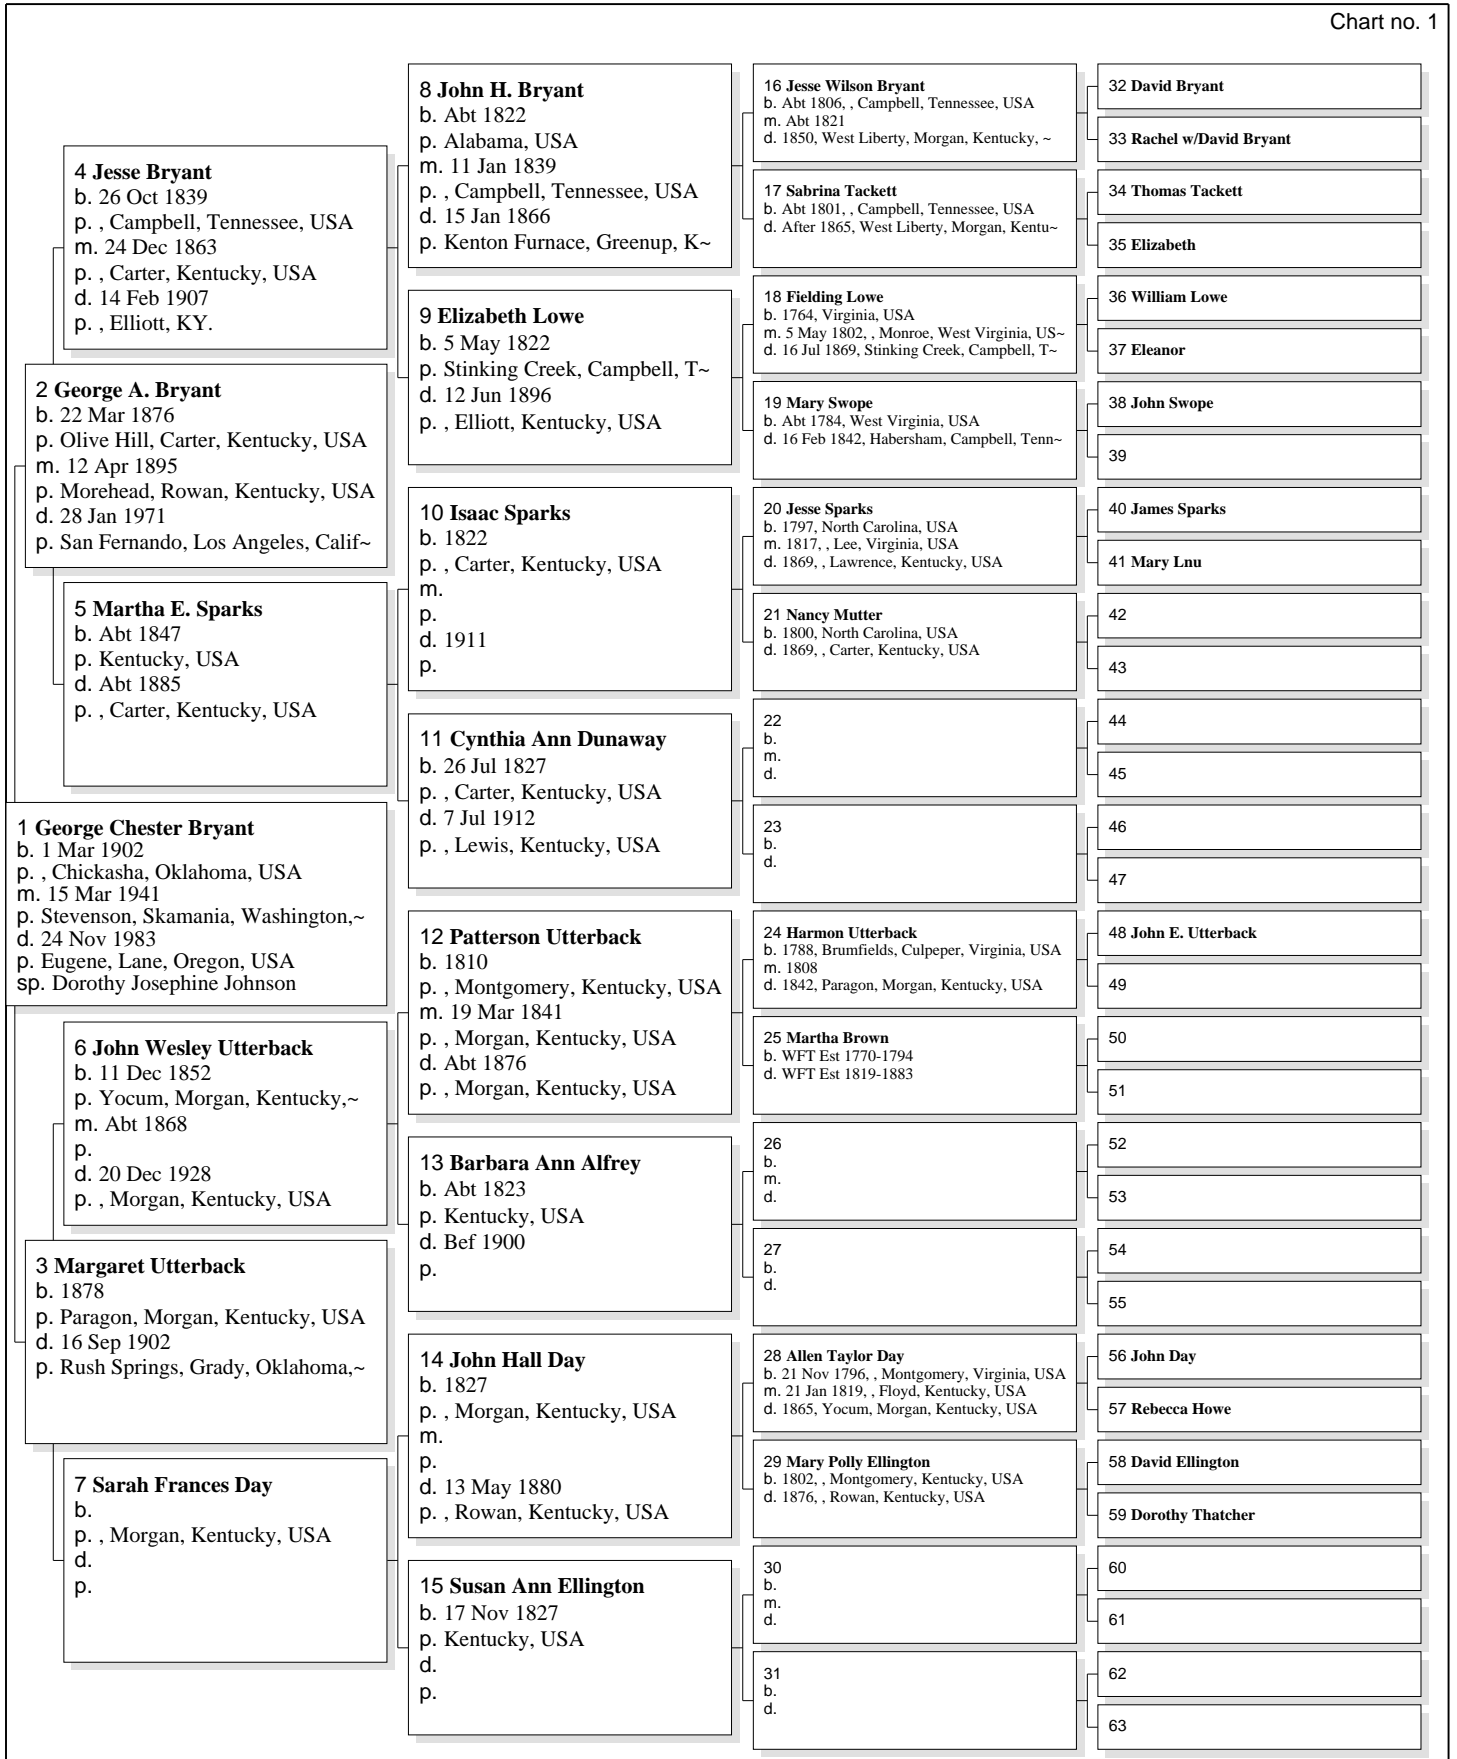 Chart no. 1
1 George Chester Bryant
b. 1 Mar 1902
p. , Chickasha, Oklahoma, USA
m. 15 Mar 1941
p. Stevenson, Skamania, Washington,~
d. 24 Nov 1983
p. Eugene, Lane, Oregon, USA
sp. Dorothy Josephine Johnson
2 George A. Bryant
b. 22 Mar 1876
p. Olive Hill, Carter, Kentucky, USA
m. 12 Apr 1895
p. Morehead, Rowan, Kentucky, USA
d. 28 Jan 1971
p. San Fernando, Los Angeles, Calif~
3 Margaret Utterback
b. 1878
p. Paragon, Morgan, Kentucky, USA
d. 16 Sep 1902
p. Rush Springs, Grady, Oklahoma,~
4 Jesse Bryant
b. 26 Oct 1839
p. , Campbell, Tennessee, USA
m. 24 Dec 1863
p. , Carter, Kentucky, USA
d. 14 Feb 1907
p. , Elliott, KY.
5 Martha E. Sparks
b. Abt 1847
p. Kentucky, USA
d. Abt 1885
p. , Carter, Kentucky, USA
6 John Wesley Utterback
b. 11 Dec 1852
p. Yocum, Morgan, Kentucky,~
m. Abt 1868
p.
d. 20 Dec 1928
p. , Morgan, Kentucky, USA
7 Sarah Frances Day
b.
p. , Morgan, Kentucky, USA
d.
p.
8 John H. Bryant
b. Abt 1822
p. Alabama, USA
m. 11 Jan 1839
p. , Campbell, Tennessee, USA
d. 15 Jan 1866
p. Kenton Furnace, Greenup, K~
9 Elizabeth Lowe
b. 5 May 1822
p. Stinking Creek, Campbell, T~
d. 12 Jun 1896
p. , Elliott, Kentucky, USA
10 Isaac Sparks
b. 1822
p. , Carter, Kentucky, USA
m.
p.
d. 1911
p.
11 Cynthia Ann Dunaway
b. 26 Jul 1827
p. , Carter, Kentucky, USA
d. 7 Jul 1912
p. , Lewis, Kentucky, USA
12 Patterson Utterback
b. 1810
p. , Montgomery, Kentucky, USA
m. 19 Mar 1841
p. , Morgan, Kentucky, USA
d. Abt 1876
p. , Morgan, Kentucky, USA
13 Barbara Ann Alfrey
b. Abt 1823
p. Kentucky, USA
d. Bef 1900
p.
14 John Hall Day
b. 1827
p. , Morgan, Kentucky, USA
m.
p.
d. 13 May 1880
p. , Rowan, Kentucky, USA
15 Susan Ann Ellington
b. 17 Nov 1827
p. Kentucky, USA
d.
p.
16 Jesse Wilson Bryant
b. Abt 1806, , Campbell, Tennessee, USA
m. Abt 1821
d. 1850, West Liberty, Morgan, Kentucky, ~
17 Sabrina Tackett
b. Abt 1801, , Campbell, Tennessee, USA
d. After 1865, West Liberty, Morgan, Kentu~
18 Fielding Lowe
b. 1764, Virginia, USA
m. 5 May 1802, , Monroe, West Virginia, US~
d. 16 Jul 1869, Stinking Creek, Campbell, T~
19 Mary Swope
b. Abt 1784, West Virginia, USA
d. 16 Feb 1842, Habersham, Campbell, Tenn~
20 Jesse Sparks
b. 1797, North Carolina, USA
m. 1817, , Lee, Virginia, USA
d. 1869, , Lawrence, Kentucky, USA
21 Nancy Mutter
b. 1800, North Carolina, USA
d. 1869, , Carter, Kentucky, USA
22
b.
m.
d.
23
b.
d.
24 Harmon Utterback
b. 1788, Brumfields, Culpeper, Virginia, USA
m. 1808
d. 1842, Paragon, Morgan, Kentucky, USA
25 Martha Brown
b. WFT Est 1770-1794
d. WFT Est 1819-1883
26
b.
m.
d.
27
b.
d.
28 Allen Taylor Day
b. 21 Nov 1796, , Montgomery, Virginia, USA
m. 21 Jan 1819, , Floyd, Kentucky, USA
d. 1865, Yocum, Morgan, Kentucky, USA
29 Mary Polly Ellington
b. 1802, , Montgomery, Kentucky, USA
d. 1876, , Rowan, Kentucky, USA
30
b.
m.
d.
31
b.
d.
32 David Bryant
33 Rachel w/David Bryant
34 Thomas Tackett
35 Elizabeth
36 William Lowe
37 Eleanor
38 John Swope
39
40 James Sparks
41 Mary Lnu
42
43
44
45
46
47
48 John E. Utterback
49
50
51
52
53
54
55
56 John Day
57 Rebecca Howe
58 David Ellington
59 Dorothy Thatcher
60
61
62
63